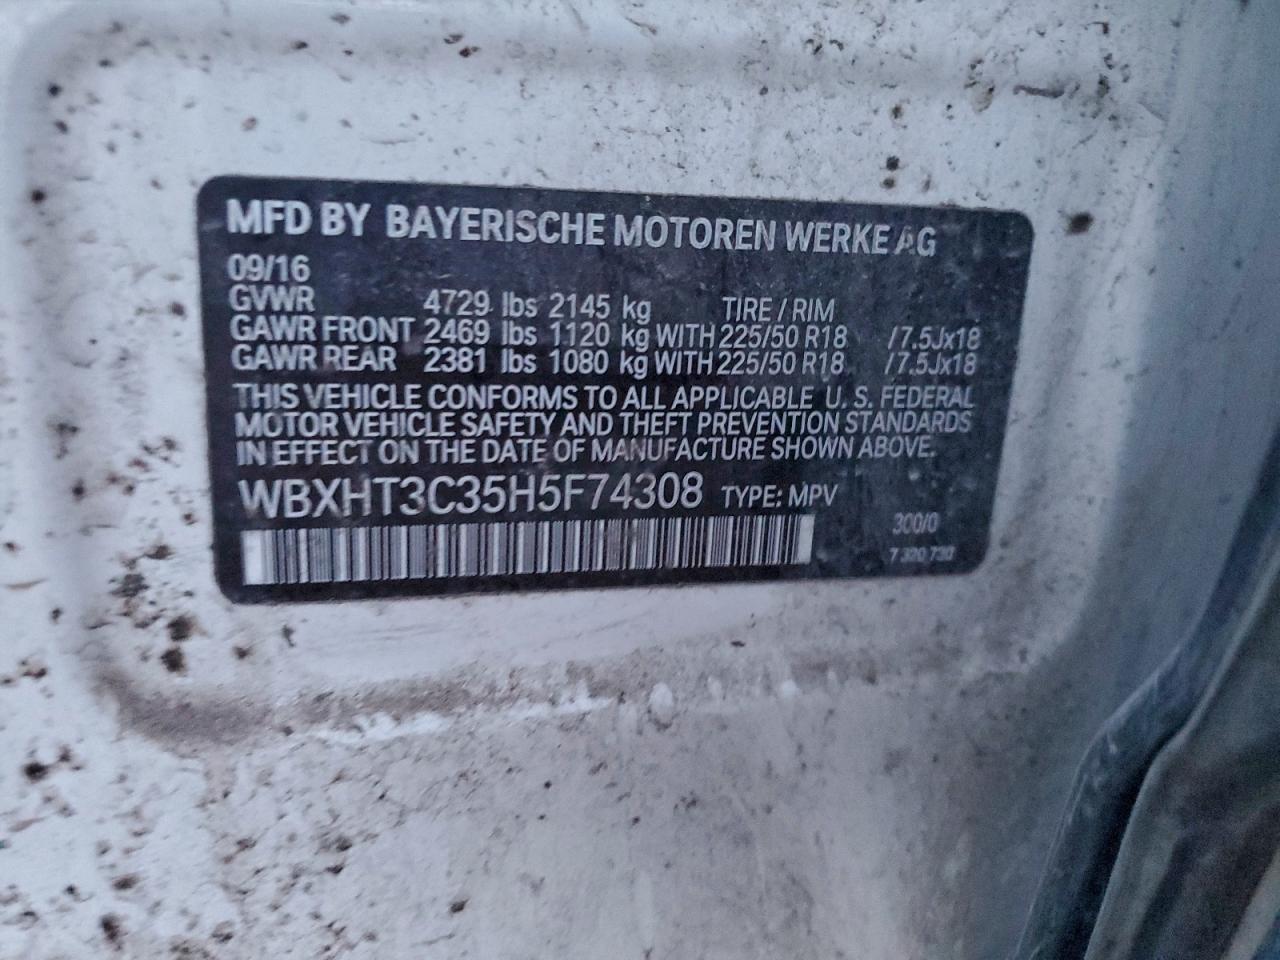 MFD BY BAYERISCHE MOTOREN WERKE AG
09/16
GVWR 4729 lbs 2145 kg TIRE / RIM
GAWR FRONT 2469 lbs 1120 kg WITH 225/50 R18 /7.5Jx18
GAWR REAR 2381 lbs 1080 kg WITH 225/50 R18 /7.5Jx18
THIS VEHICLE CONFORMS TO ALL APPLICABLE U. S. FEDERAL
MOTOR VEHICLE SAFETY AND THEFT PREVENTION STANDARDS
IN EFFECT ON THE DATE OF MANUFACTURE SHOWN ABOVE.
WBXHT3C35H5F74308 TYPE: MPV
300/0
7 320 730